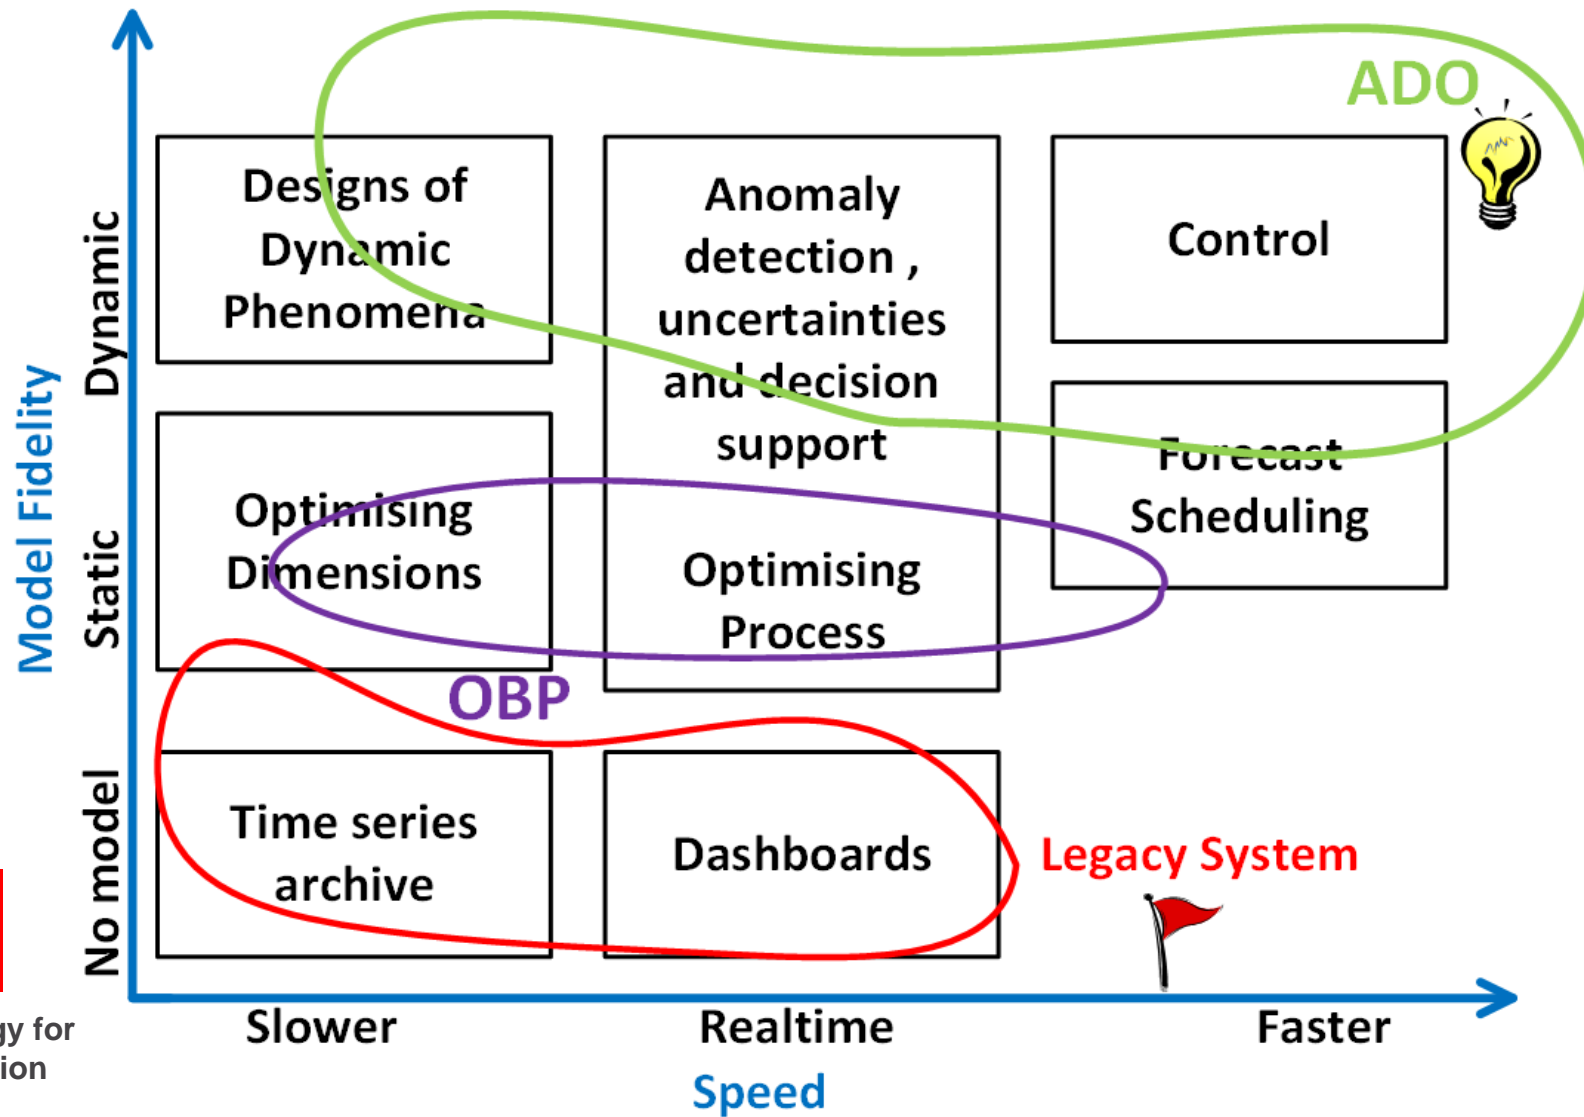 ADO
Designs of
Dynamic
Phenomena
Anomaly
detection ,
uncertainties
and decision
support
Control
Optimising
Dimensions
Optimising
Process
Forecast
Scheduling
OBP
Time series
archive
Dashboards
Legacy System
Model Fidelity
Dynamic
Static
No model
Slower
Realtime
Faster
Speed
gy for
ion